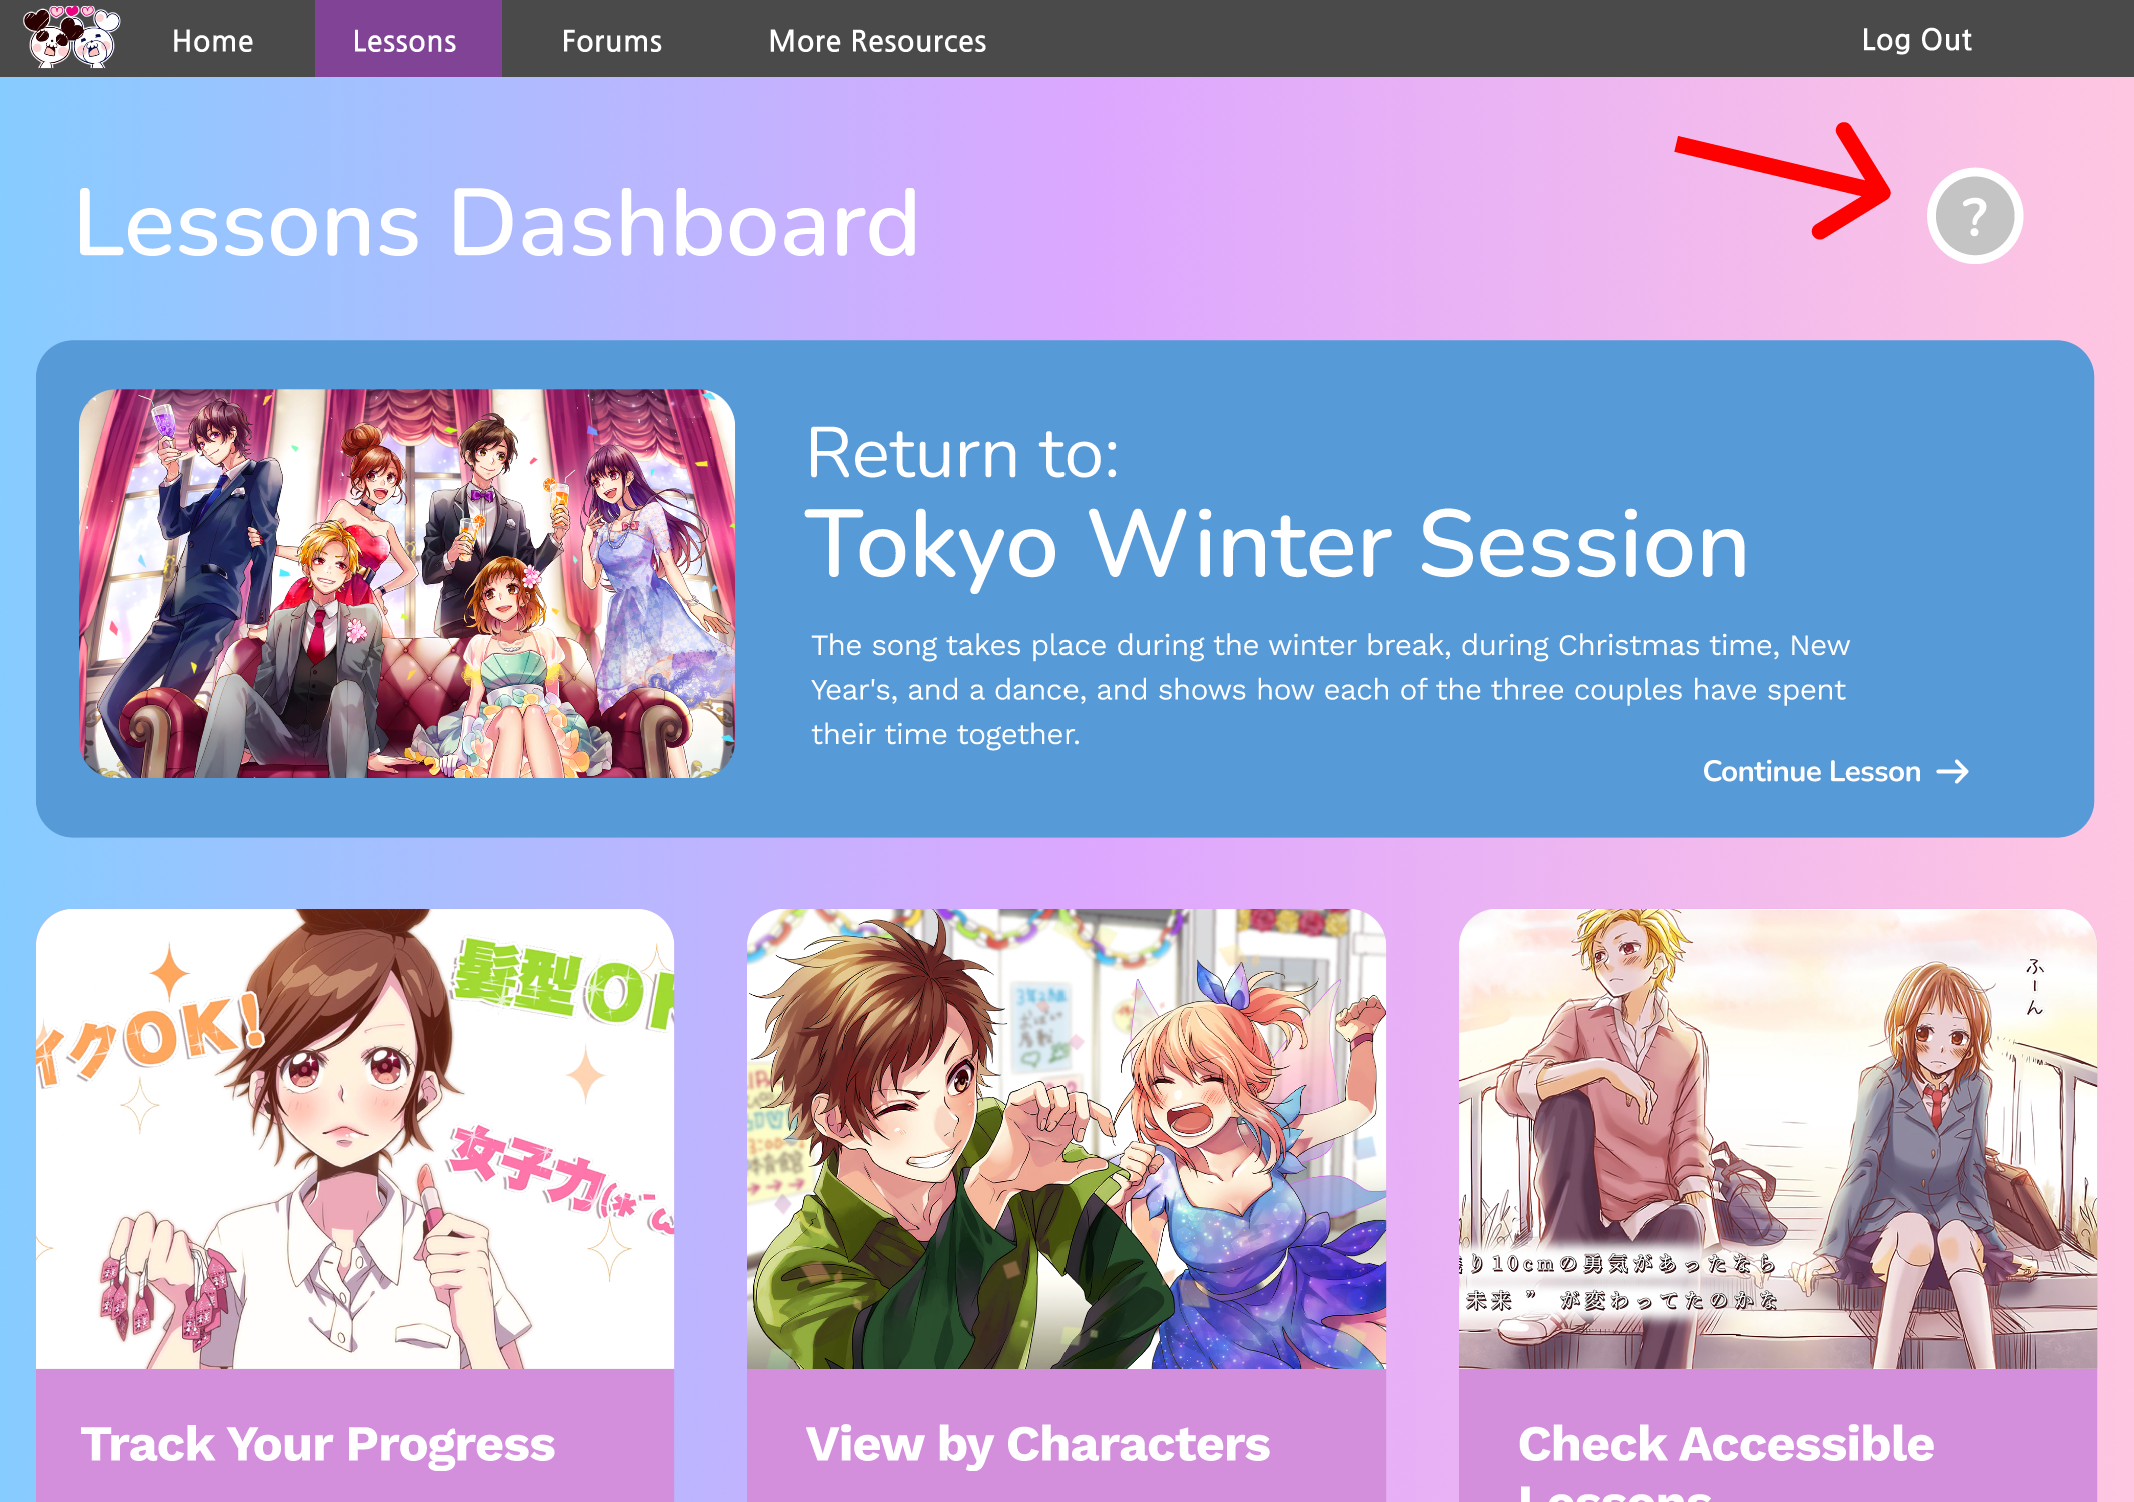 Home
Lessons
Forums
More Resources
Log Out
Lessons Dashboard
?
Return to:
Tokyo Winter Session
The song takes place during the winter break, during Christmas time, New
Year's, and a dance, and shows how each of the three couples have spent
their time together.
Continue Lesson →
イクOK!
髪型OK
女子力(*´ω
ふーん
り10cmの勇気があったなら
未来” が変わってたのかな
Track Your Progress
View by Characters
Check Accessible
Lessons